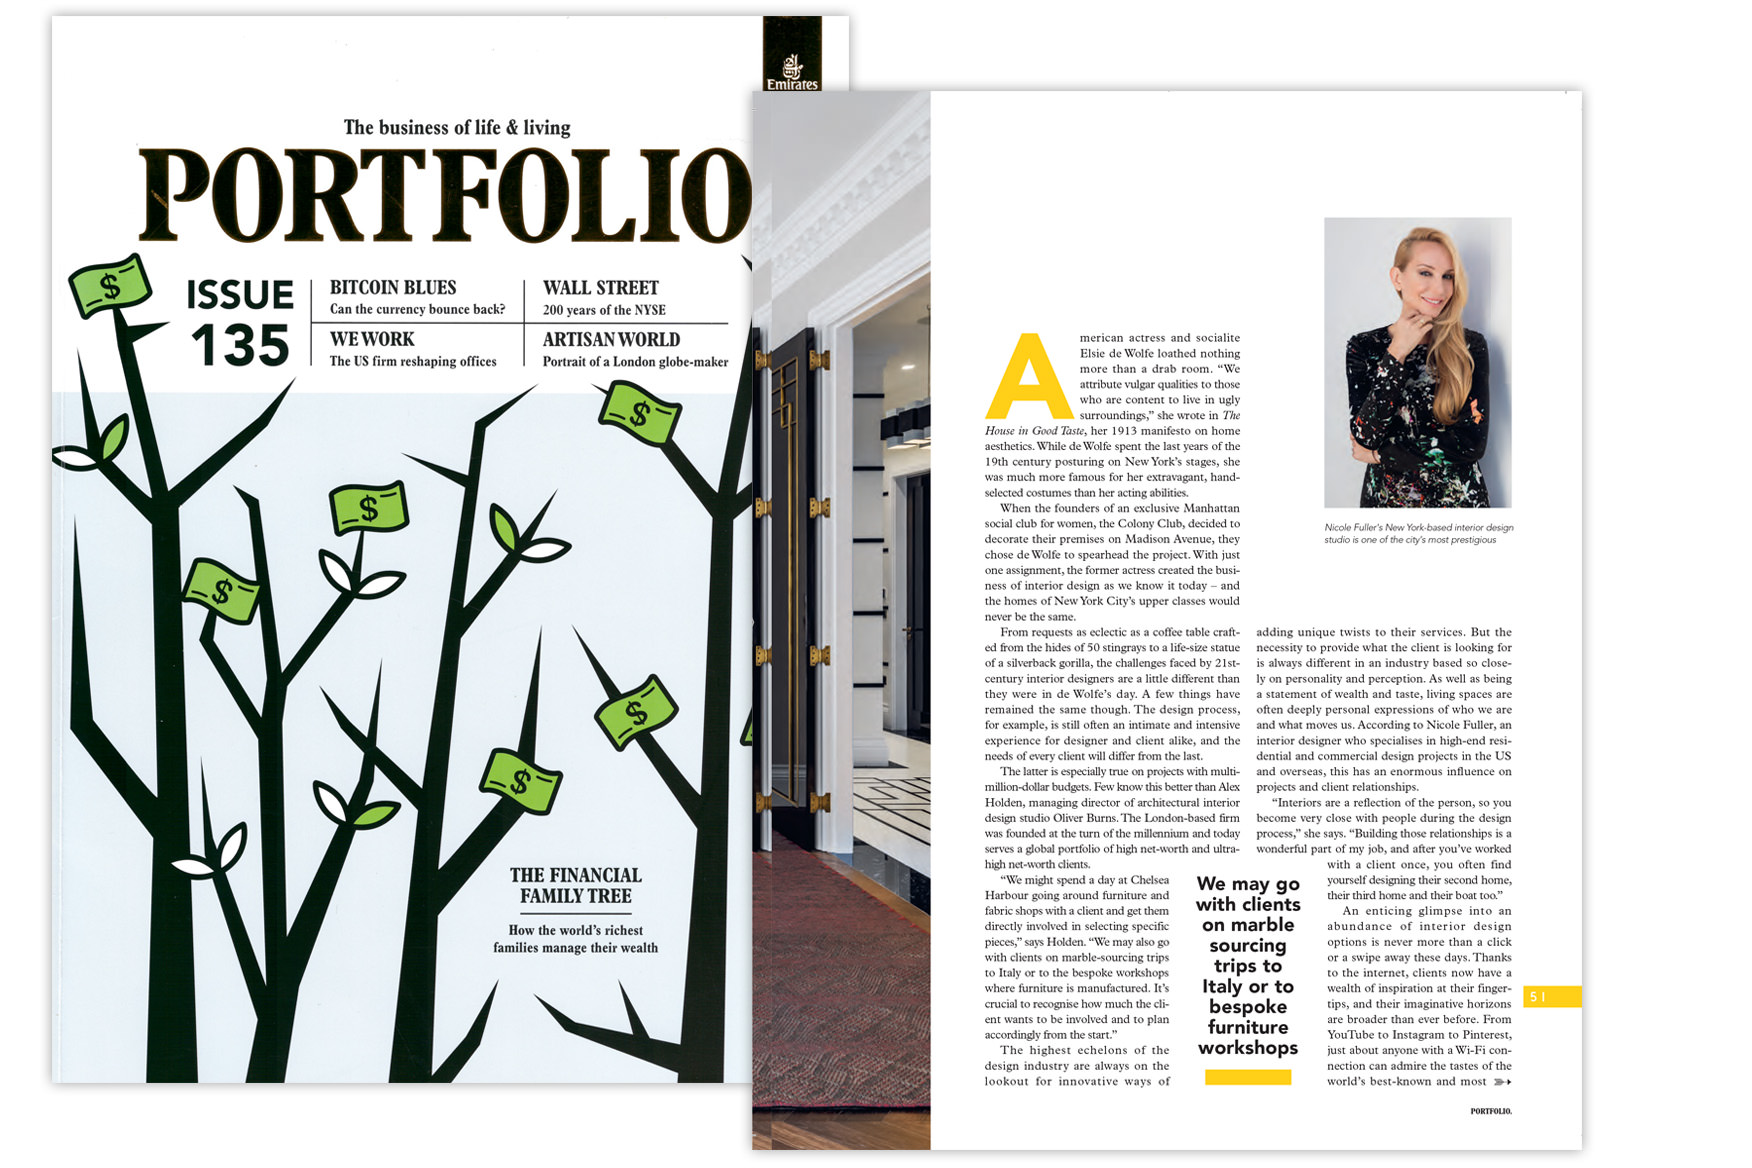 Emirates
The business of life & living
PORTFOLIO
ISSUE
135
BITCOIN BLUES
Can the currency bounce back?
WE WORK
The US firm reshaping offices
WALL STREET
200 years of the NYSE
ARTISAN WORLD
Portrait of a London globe-maker
$
$
$
$
$
$
THE FINANCIAL
FAMILY TREE
How the world's richest
families manage their wealth
American actress and socialite
Elsie de Wolfe loathed nothing
more than a drab room. “We
attribute vulgar qualities to those
who are content to live in ugly
surroundings,” she wrote in The
House in Good Taste, her 1913 manifesto on home
aesthetics. While de Wolfe spent the last years of the
19th century posturing on New York’s stages, she
was much more famous for her extravagant, hand-
selected costumes than her acting abilities.
When the founders of an exclusive Manhattan
social club for women, the Colony Club, decided to
decorate their premises on Madison Avenue, they
chose de Wolfe to spearhead the project. With just
one assignment, the former actress created the busi-
ness of interior design as we know it today – and
the homes of New York City’s upper classes would
never be the same.
From requests as eclectic as a coffee table craft-
ed from the hides of 50 stingrays to a life-size statue
of a silverback gorilla, the challenges faced by 21st-
century interior designers are a little different than
they were in de Wolfe’s day. A few things have
remained the same though. The design process,
for example, is still often an intimate and intensive
experience for designer and client alike, and the
needs of every client will differ from the last.
The latter is especially true on projects with multi-
million-dollar budgets. Few know this better than Alex
Holden, managing director of architectural interior
design studio Oliver Burns. The London-based firm
was founded at the turn of the millennium and today
serves a global portfolio of high net-worth and ultra-
high net-worth clients.
“We might spend a day at Chelsea
Harbour going around furniture and
fabric shops with a client and get them
directly involved in selecting specific
pieces,” says Holden. “We may also go
with clients on marble-sourcing trips
to Italy or to the bespoke workshops
where furniture is manufactured. It’s
crucial to recognise how much the cli-
ent wants to be involved and to plan
accordingly from the start.”
The highest echelons of the
design industry are always on the
lookout for innovative ways of
We may go
with clients
on marble
sourcing
trips to
Italy or to
bespoke
furniture
workshops
Nicole Fuller’s New York-based interior design
studio is one of the city’s most prestigious
adding unique twists to their services. But the
necessity to provide what the client is looking for
is always different in an industry based so close-
ly on personality and perception. As well as being
a statement of wealth and taste, living spaces are
often deeply personal expressions of who we are
and what moves us. According to Nicole Fuller, an
interior designer who specialises in high-end resi-
dential and commercial design projects in the US
and overseas, this has an enormous influence on
projects and client relationships.
“Interiors are a reflection of the person, so you
become very close with people during the design
process,” she says. “Building those relationships is a
wonderful part of my job, and after you’ve worked
with a client once, you often find
yourself designing their second home,
their third home and their boat too.”
An enticing glimpse into an
abundance of interior design
options is never more than a click
or a swipe away these days. Thanks
to the internet, clients now have a
wealth of inspiration at their finger-
tips, and their imaginative horizons
are broader than ever before. From
YouTube to Instagram to Pinterest,
just about anyone with a Wi-Fi con-
nection can admire the tastes of the
world’s best-known and most
51
PORTFOLIO.